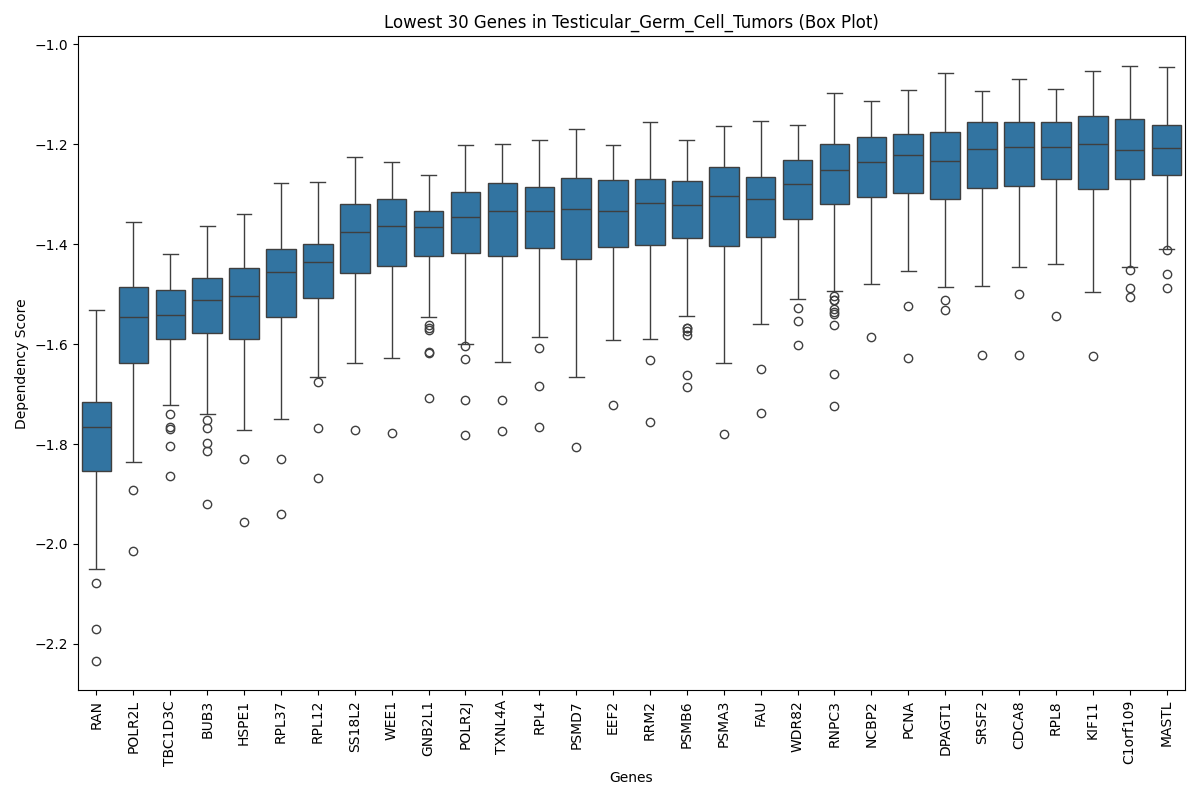 Lowest 30 Genes in Testicular_Germ_Cell_Tumors (Box Plot)
Dependency Score
−1.0
−1.2
−1.4
−1.6
−1.8
−2.0
−2.2
RAN
POLR2L
TBC1D3C
BUB3
HSPE1
RPL37
RPL12
SS18L2
WEE1
GNB2L1
POLR2J
TXNL4A
RPL4
PSMD7
EEF2
RRM2
PSMB6
PSMA3
FAU
WDR82
RNPC3
NCBP2
PCNA
DPAGT1
SRSF2
CDCA8
RPL8
KIF11
C1orf109
MASTL
Genes